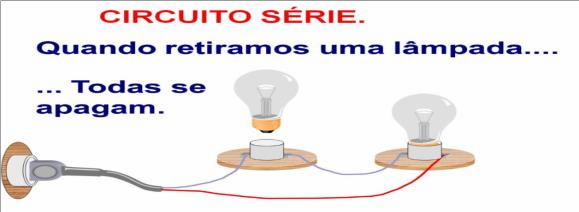 CIRCUITO SÉRIE.
Quando retiramos uma lâmpada....
... Todas se
apagam.